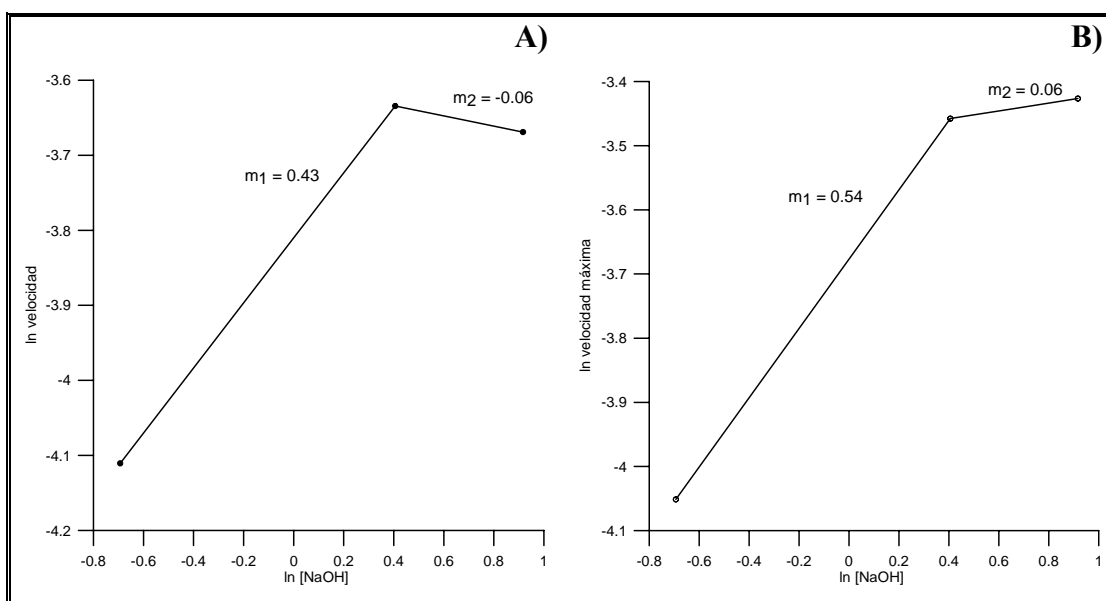 A)
-3.6
-3.7
-3.8
-3.9
-4
-4.1
-4.2
ln velocidad
m1 = 0.43
m2 = -0.06
-0.8 -0.6 -0.4 -0.2 0 0.2 0.4 0.6 0.8 1
ln [NaOH]
B)
-3.4
-3.5
-3.6
-3.7
-3.8
-3.9
-4
-4.1
ln velocidad máxima
m1 = 0.54
m2 = 0.06
-0.8 -0.6 -0.4 -0.2 0 0.2 0.4 0.6 0.8 1
ln [NaOH]